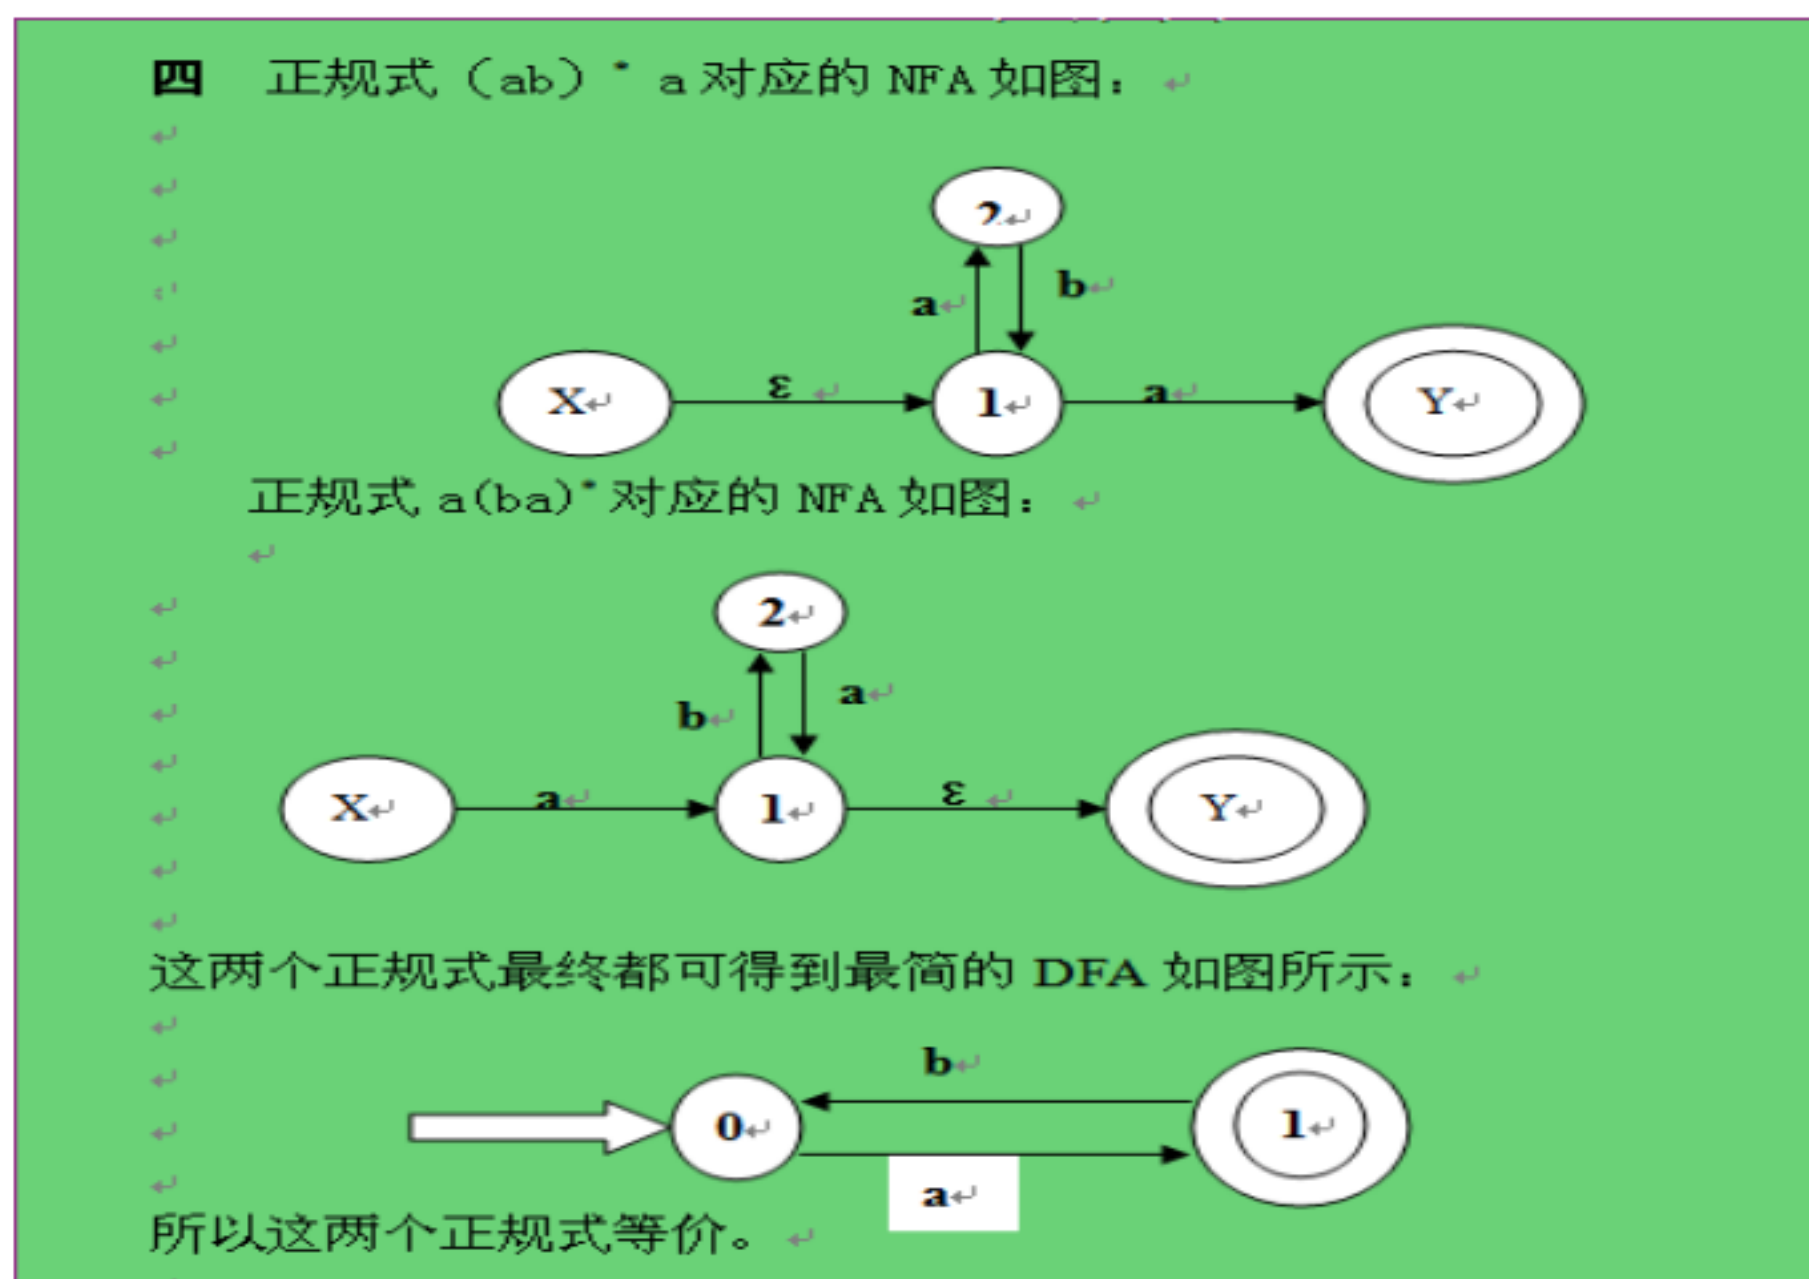 四 正规式（ab）* a对应的 NFA 如图：
2
a b
X ε 1 a Y
正规式 a(ba)*对应的 NFA 如图：
2
b a
X a 1 ε Y
这两个正规式最终都可得到最简的 DFA 如图所示：
b
0 1
a
所以这两个正规式等价。